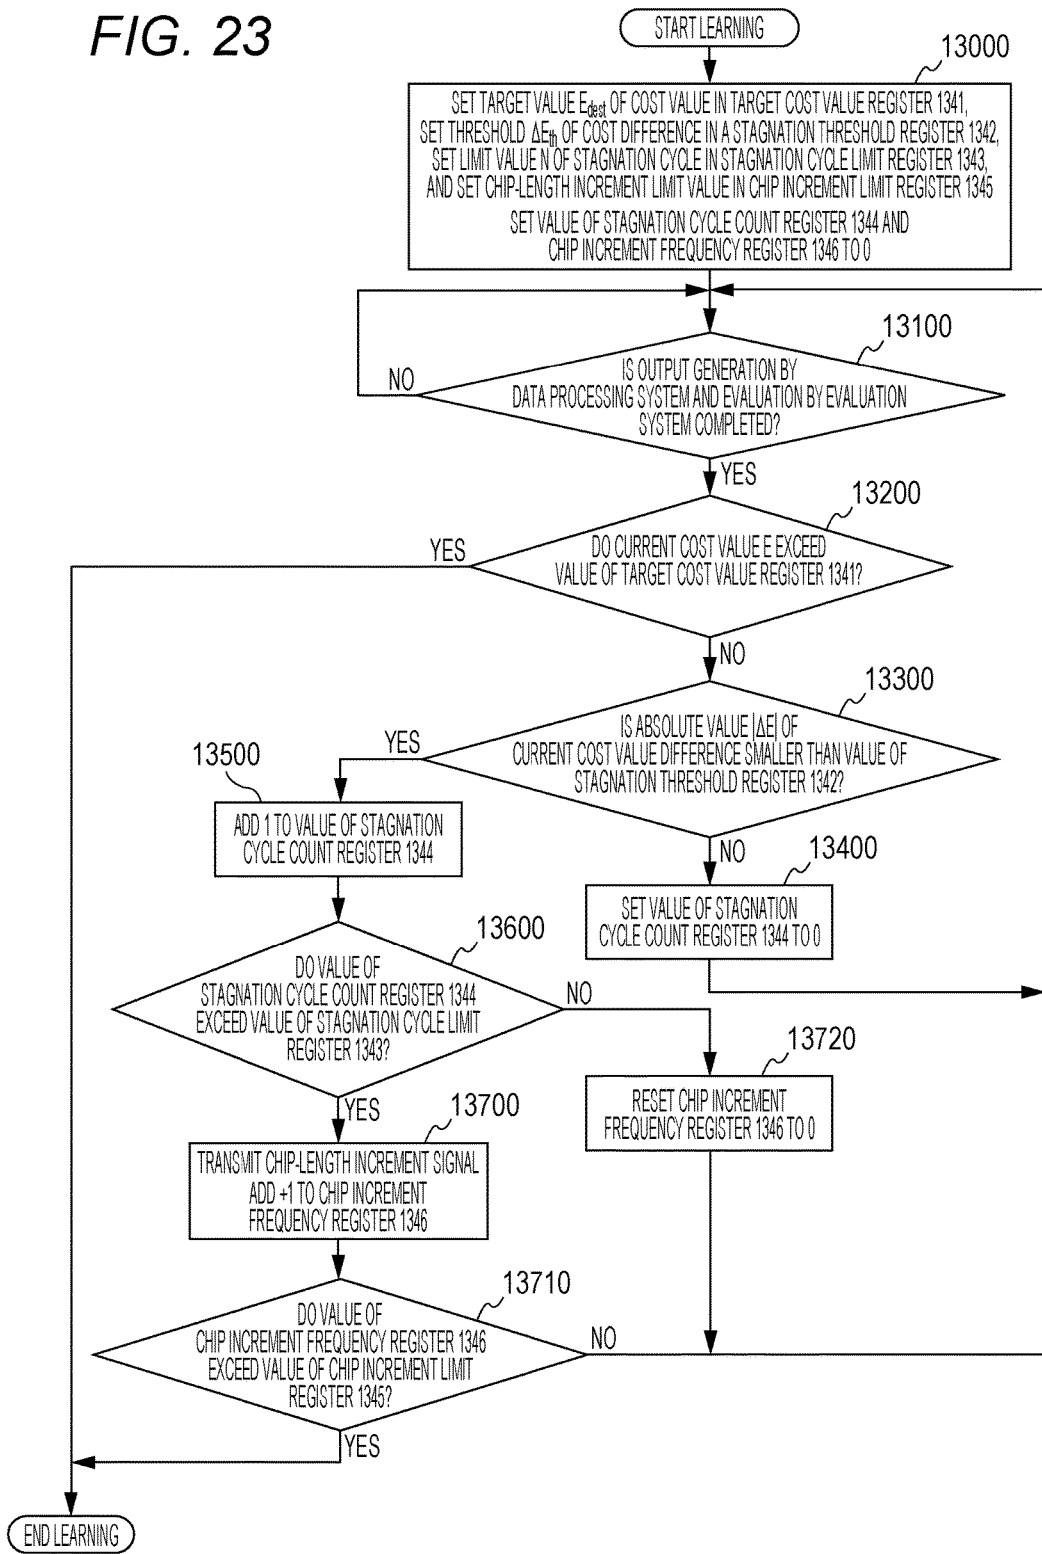 FIG. 23
START LEARNING
13000
SET TARGET VALUE Edest OF COST VALUE IN TARGET COST VALUE REGISTER 1341,
SET THRESHOLD ΔEth OF COST DIFFERENCE IN A STAGNATION THRESHOLD REGISTER 1342,
SET LIMIT VALUE N OF STAGNATION CYCLE IN STAGNATION CYCLE LIMIT REGISTER 1343,
AND SET CHIP-LENGTH INCREMENT LIMIT VALUE IN CHIP INCREMENT LIMIT REGISTER 1345
SET VALUE OF STAGNATION CYCLE COUNT REGISTER 1344 AND
CHIP INCREMENT FREQUENCY REGISTER 1346 TO 0
13100
IS OUTPUT GENERATION BY
DATA PROCESSING SYSTEM AND EVALUATION BY EVALUATION
SYSTEM COMPLETED?
NO
YES
13200
DO CURRENT COST VALUE E EXCEED
VALUE OF TARGET COST VALUE REGISTER 1341?
YES
NO
13300
IS ABSOLUTE VALUE |ΔE| OF
CURRENT COST VALUE DIFFERENCE SMALLER THAN VALUE OF
STAGNATION THRESHOLD REGISTER 1342?
YES
NO
13500
ADD 1 TO VALUE OF STAGNATION
CYCLE COUNT REGISTER 1344
13400
SET VALUE OF STAGNATION
CYCLE COUNT REGISTER 1344 TO 0
13600
DO VALUE OF
STAGNATION CYCLE COUNT REGISTER 1344
EXCEED VALUE OF STAGNATION CYCLE LIMIT
REGISTER 1343?
NO
YES
13720
RESET CHIP INCREMENT
FREQUENCY REGISTER 1346 TO 0
13700
TRANSMIT CHIP-LENGTH INCREMENT SIGNAL
ADD +1 TO CHIP INCREMENT
FREQUENCY REGISTER 1346
13710
DO VALUE OF
CHIP INCREMENT FREQUENCY REGISTER 1346
EXCEED VALUE OF CHIP INCREMENT LIMIT
REGISTER 1345?
NO
YES
END LEARNING